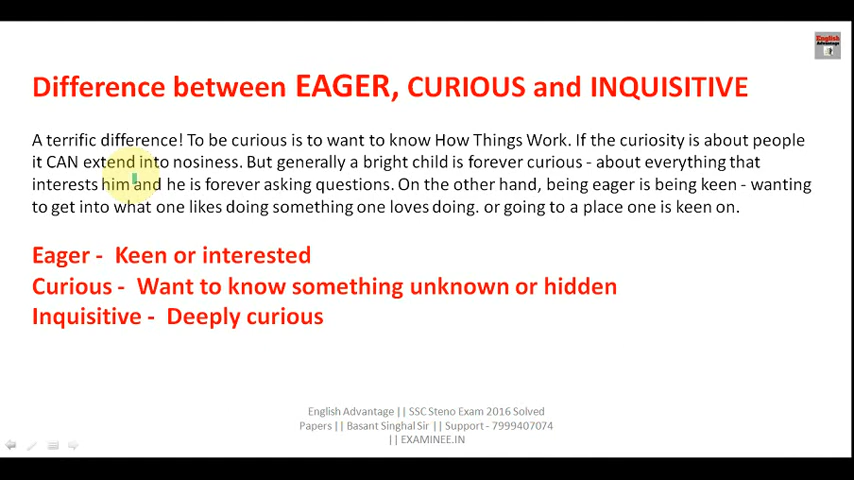 English
Advantage
Difference between EAGER, CURIOUS and INQUISITIVE
A terrific difference! To be curious is to want to know How Things Work. If the curiosity is about people
it CAN extend into nosiness. But generally a bright child is forever curious - about everything that
interests him and he is forever asking questions. On the other hand, being eager is being keen - wanting
to get into what one likes doing something one loves doing. or going to a place one is keen on.
Eager - Keen or interested
Curious - Want to know something unknown or hidden
Inquisitive - Deeply curious
English Advantage || SSC Steno Exam 2016 Solved
Papers || Basant Singhal Sir || Support - 7999407074
|| EXAMINEE.IN